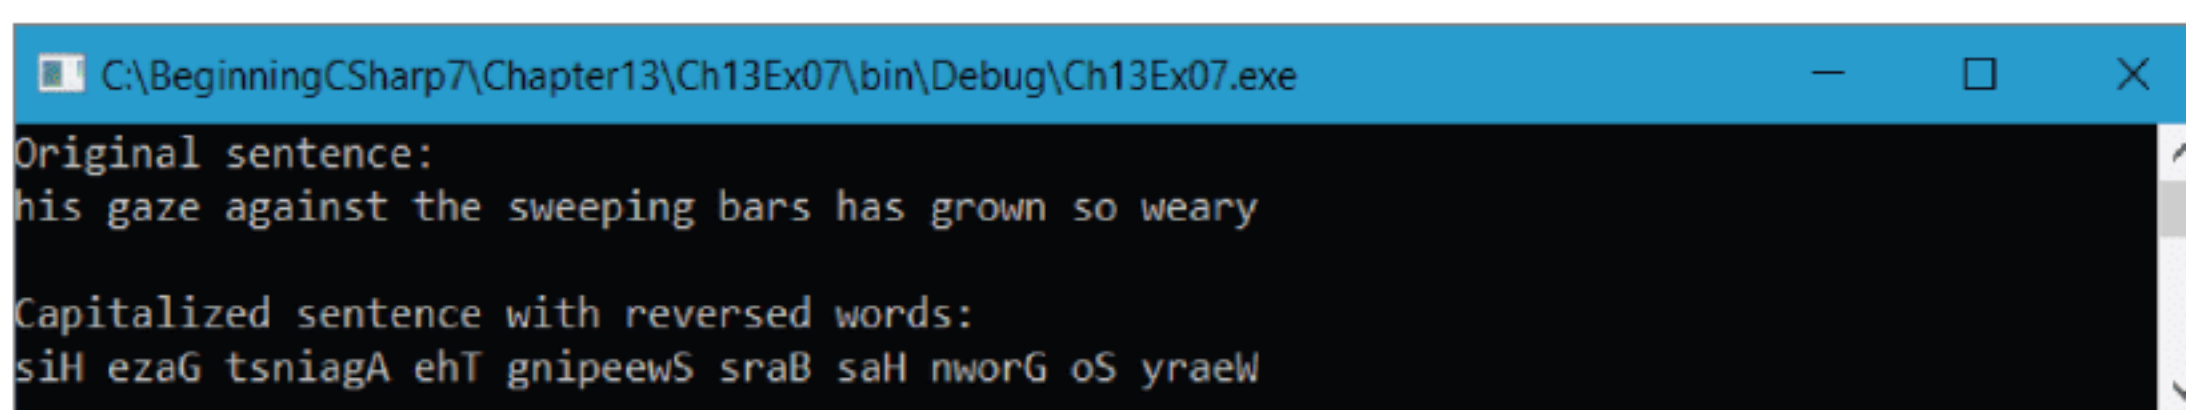 C:\BeginningCSharp7\Chapter13\Ch13Ex07\bin\Debug\Ch13Ex07.exe
Original sentence:
his gaze against the sweeping bars has grown so weary
Capitalized sentence with reversed words:
siH ezaG tsniagA ehT gnipeewS sraB saH nworG oS yraeW